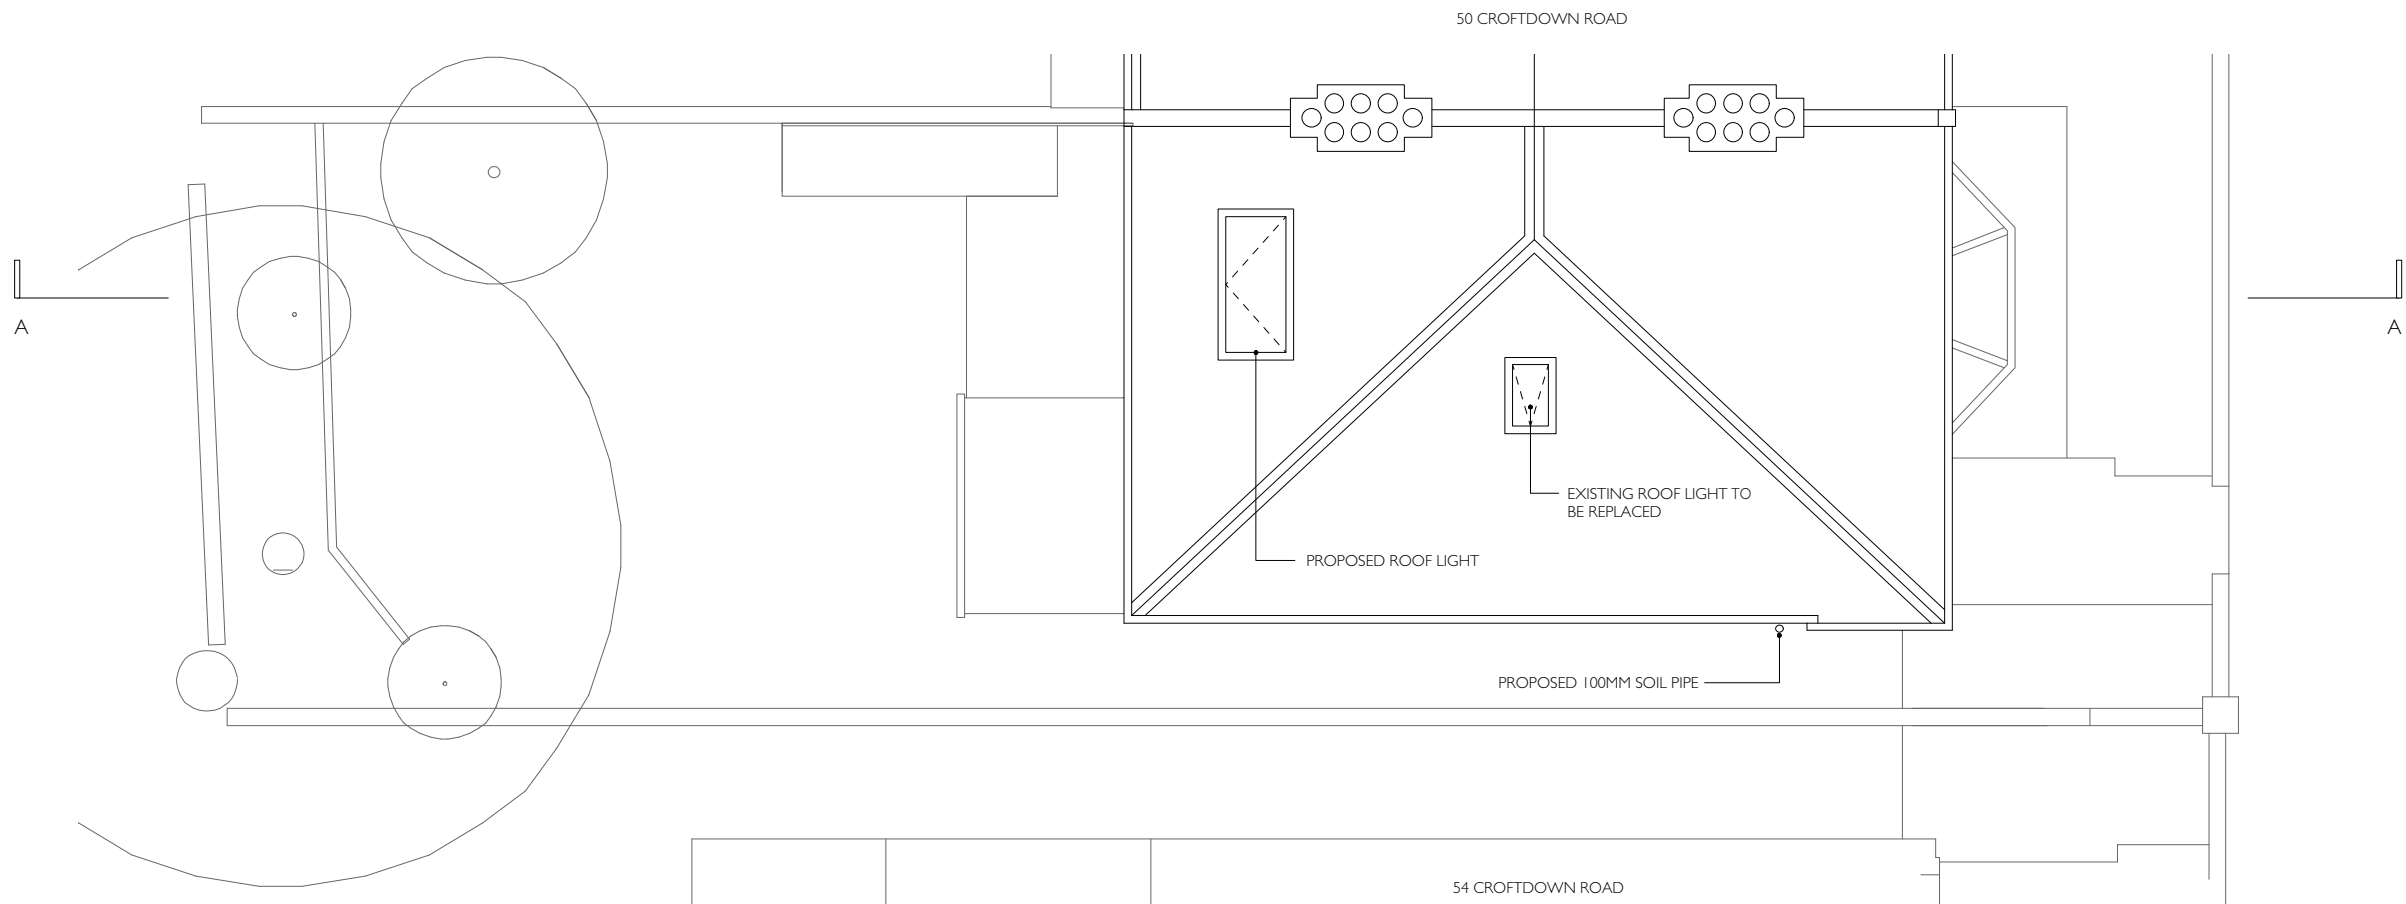 50 CROFTDOWN ROAD
A
A
EXISTING ROOF LIGHT TO
BE REPLACED
PROPOSED ROOF LIGHT
PROPOSED 100MM SOIL PIPE
54 CROFTDOWN ROAD